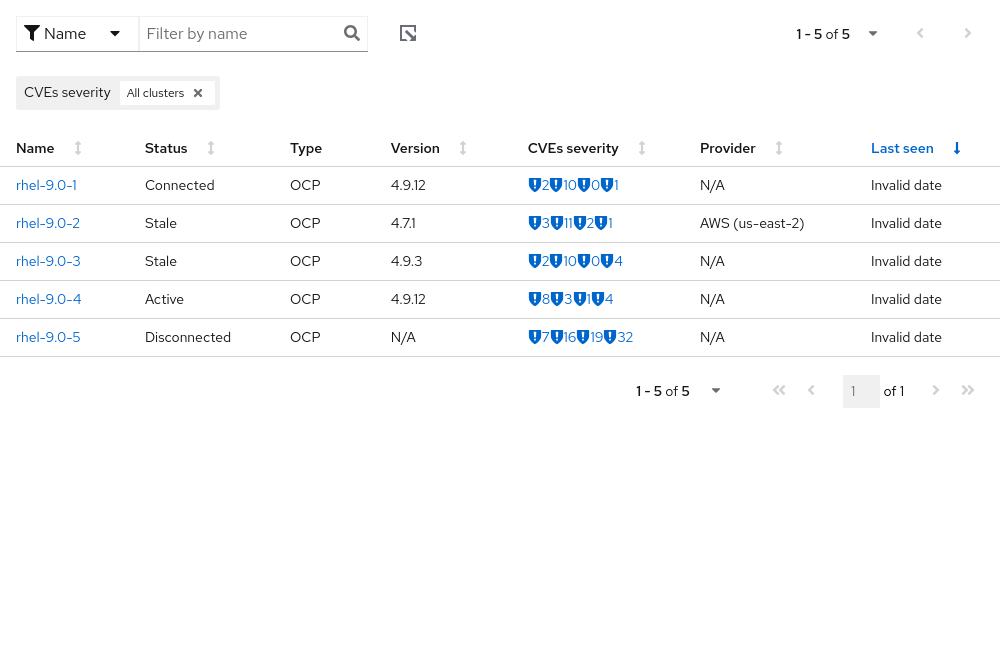 Name Filter by name 1 - 5 of 5
CVEs severity All clusters
Name Status Type Version CVEs severity Provider Last seen
rhel-9.0-1 Connected OCP 4.9.12 2 10 0 1 N/A Invalid date
rhel-9.0-2 Stale OCP 4.7.1 3 11 2 1 AWS (us-east-2) Invalid date
rhel-9.0-3 Stale OCP 4.9.3 2 10 0 4 N/A Invalid date
rhel-9.0-4 Active OCP 4.9.12 8 3 1 4 N/A Invalid date
rhel-9.0-5 Disconnected OCP N/A 7 16 19 32 N/A Invalid date
1 - 5 of 5 1 of 1